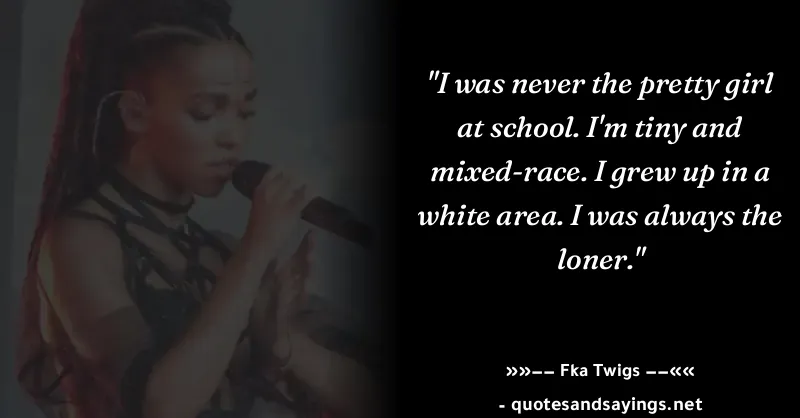 "I was never the pretty girl
at school. I'm tiny and
mixed-race. I grew up in a
white area. I was always the
loner."
»»–– Fka Twigs ––««
- quotesandsayings.net